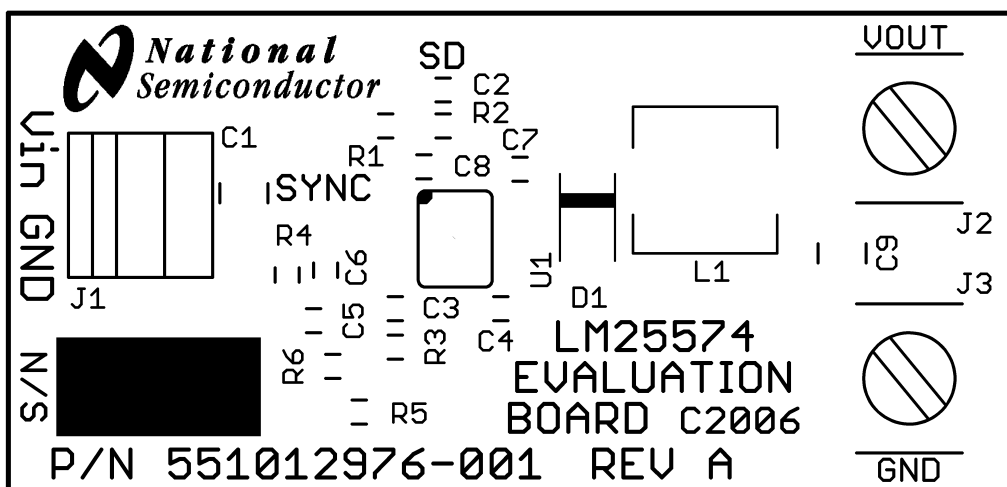 National
Semiconductor
SD
VOUT
C2
R2
C1
C7
R1
C8
Vin
SYNC
GND
R4
C6
U1
L1
C9
J2
J3
J1
D1
C5
C3
C4
R3
R6
LM25574
EVALUATION
BOARD C2006
N/S
R5
P/N 551012976-001 REV A
GND